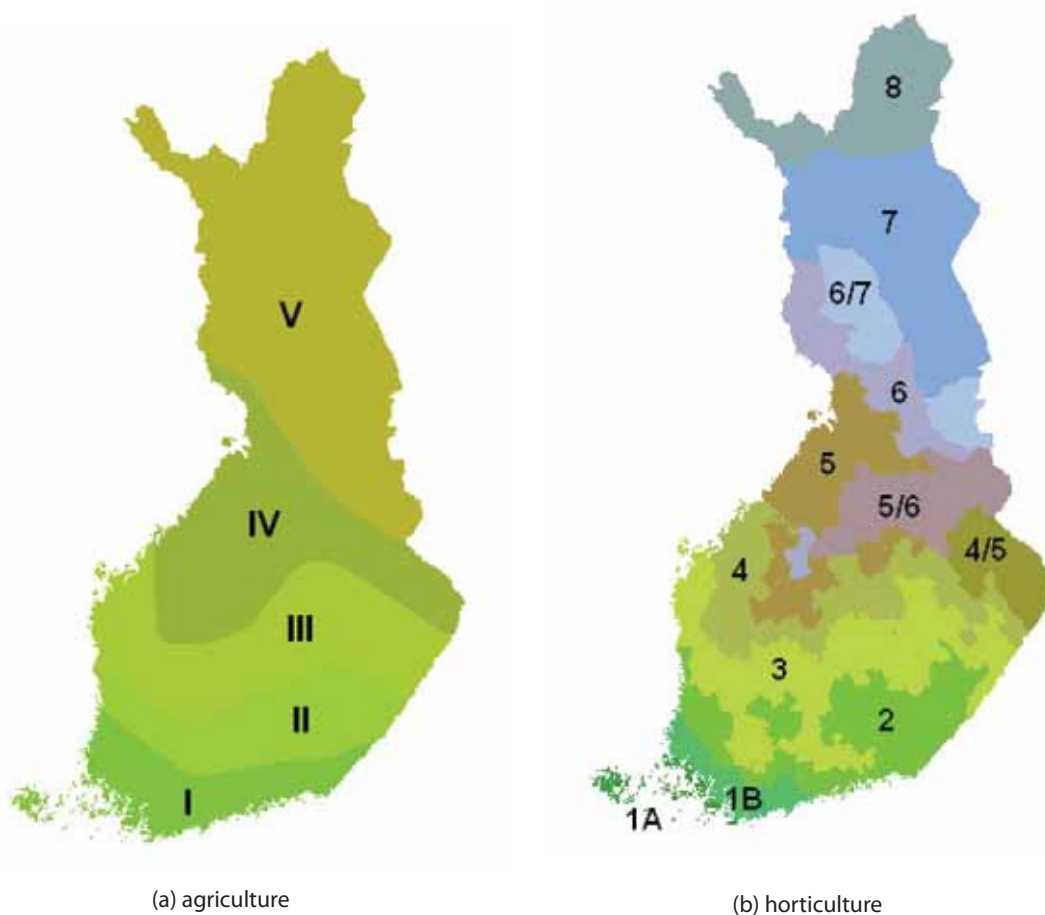 V
IV
III
II
I
(a) agriculture
8
7
6/7
6
5
5/6
4/5
4
3
2
1B
1A
(b) horticulture